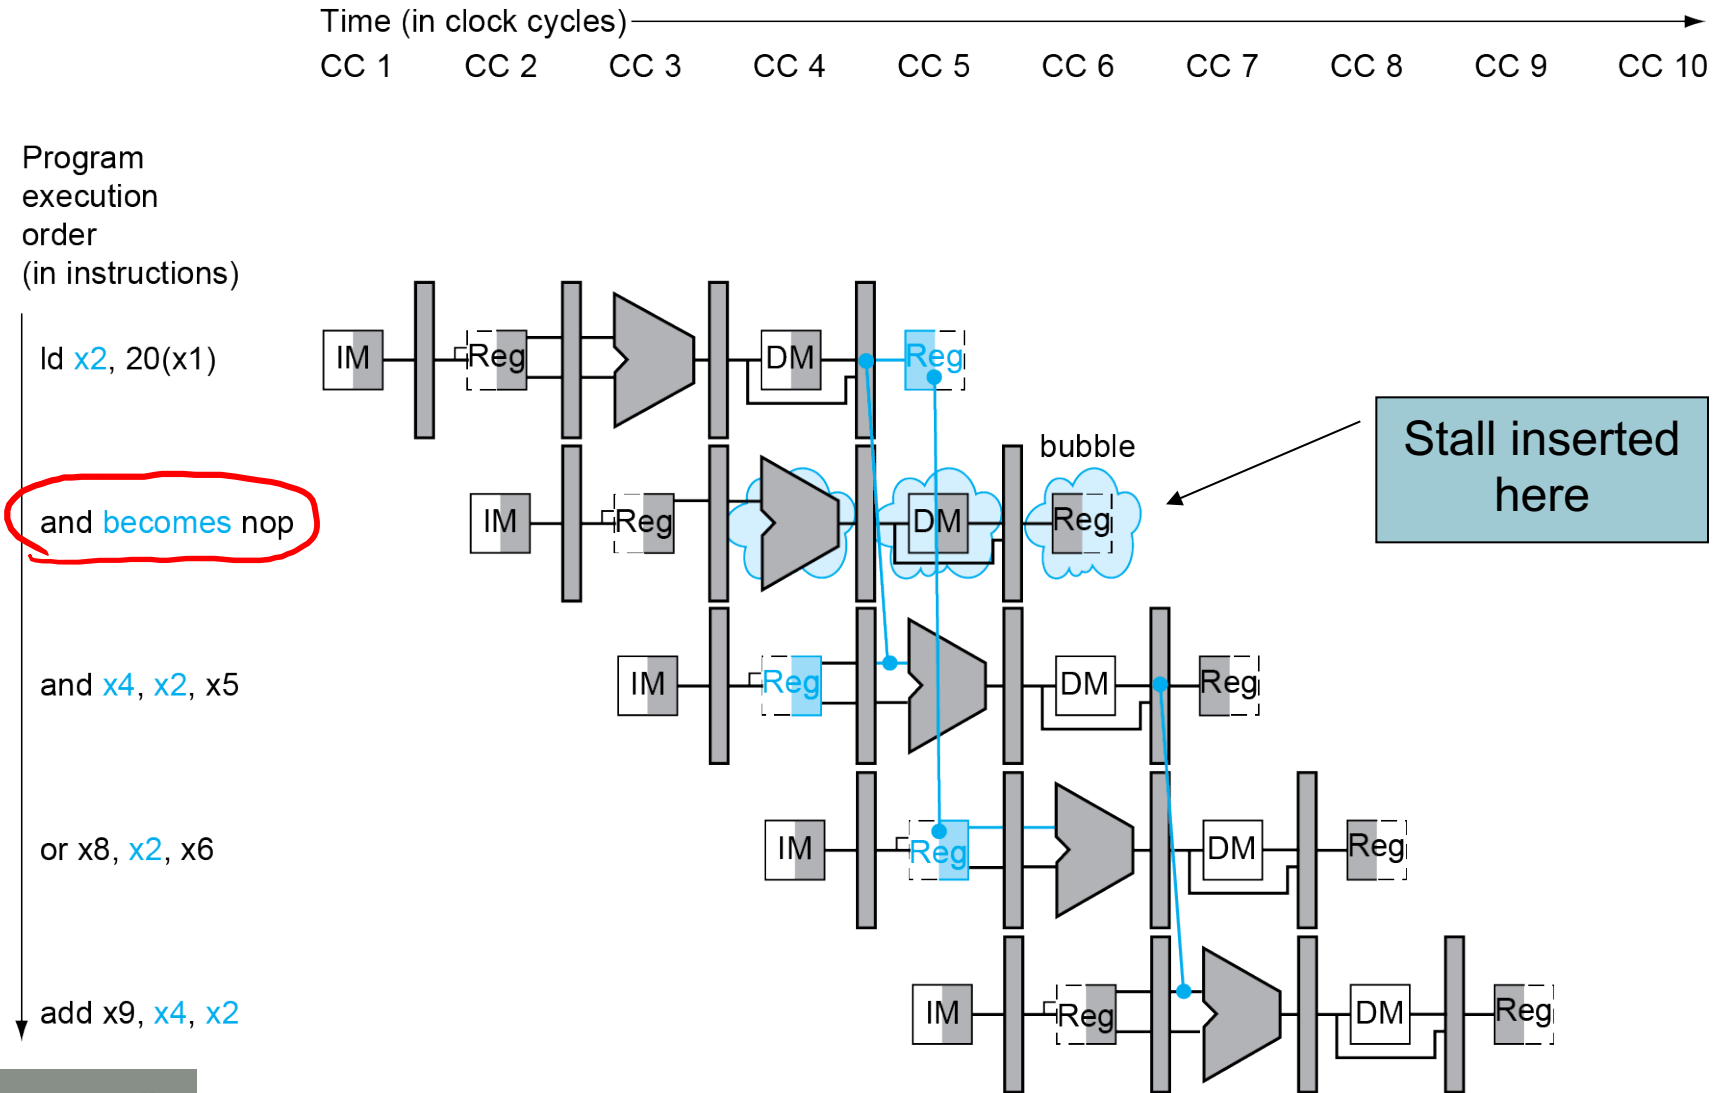 Time (in clock cycles)
CC 1 CC 2 CC 3 CC 4 CC 5 CC 6 CC 7 CC 8 CC 9 CC 10
Program
execution
order
(in instructions)
ld x2, 20(x1)
IM Reg DM Reg
bubble
Stall inserted
here
and becomes nop
IM Reg DM Reg
and x4, x2, x5
IM Reg DM Reg
or x8, x2, x6
IM Reg DM Reg
add x9, x4, x2
IM Reg DM Reg